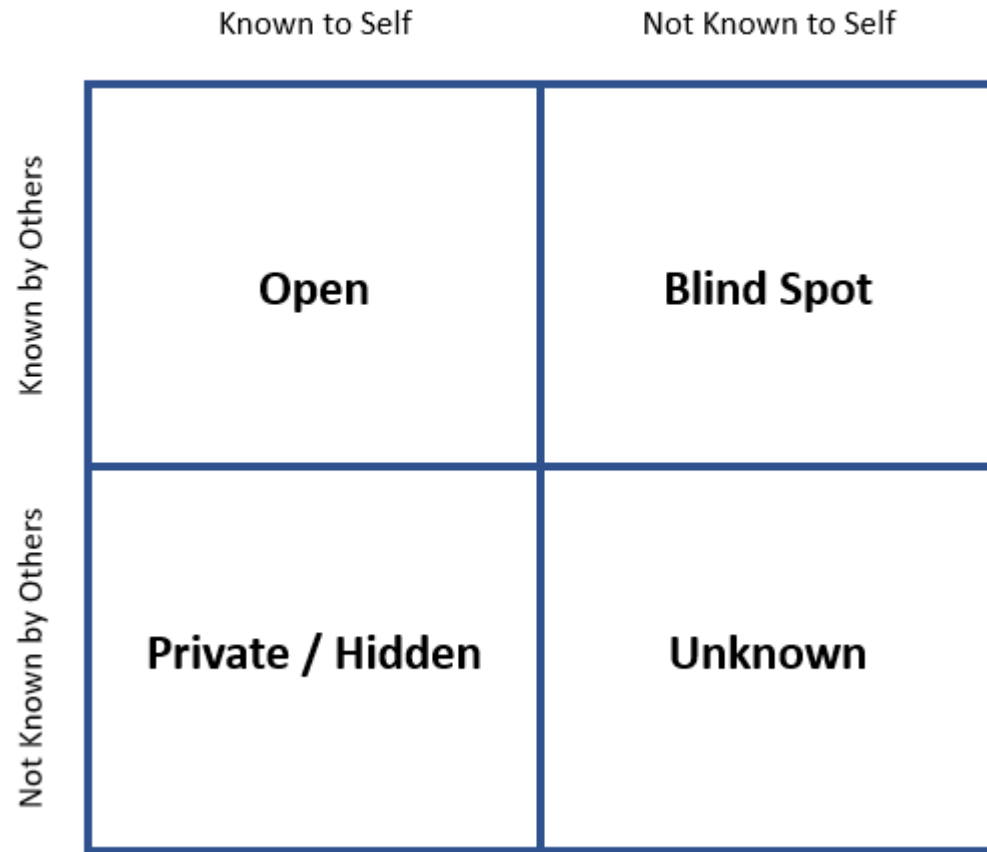 Known to Self
Not Known to Self
Known by Others
Open
Blind Spot
Not Known by Others
Private / Hidden
Unknown